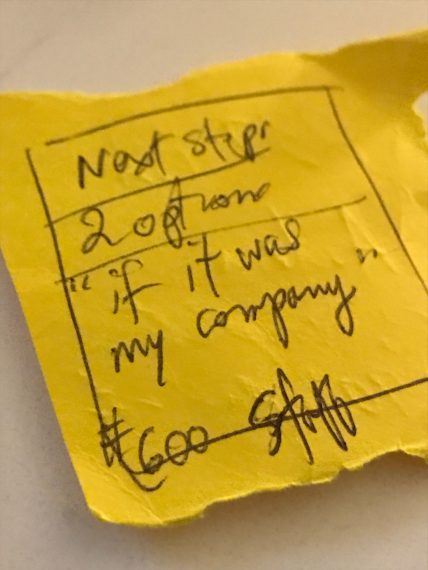 Next steps
2 options
"if it was
my company"
#600 Staff